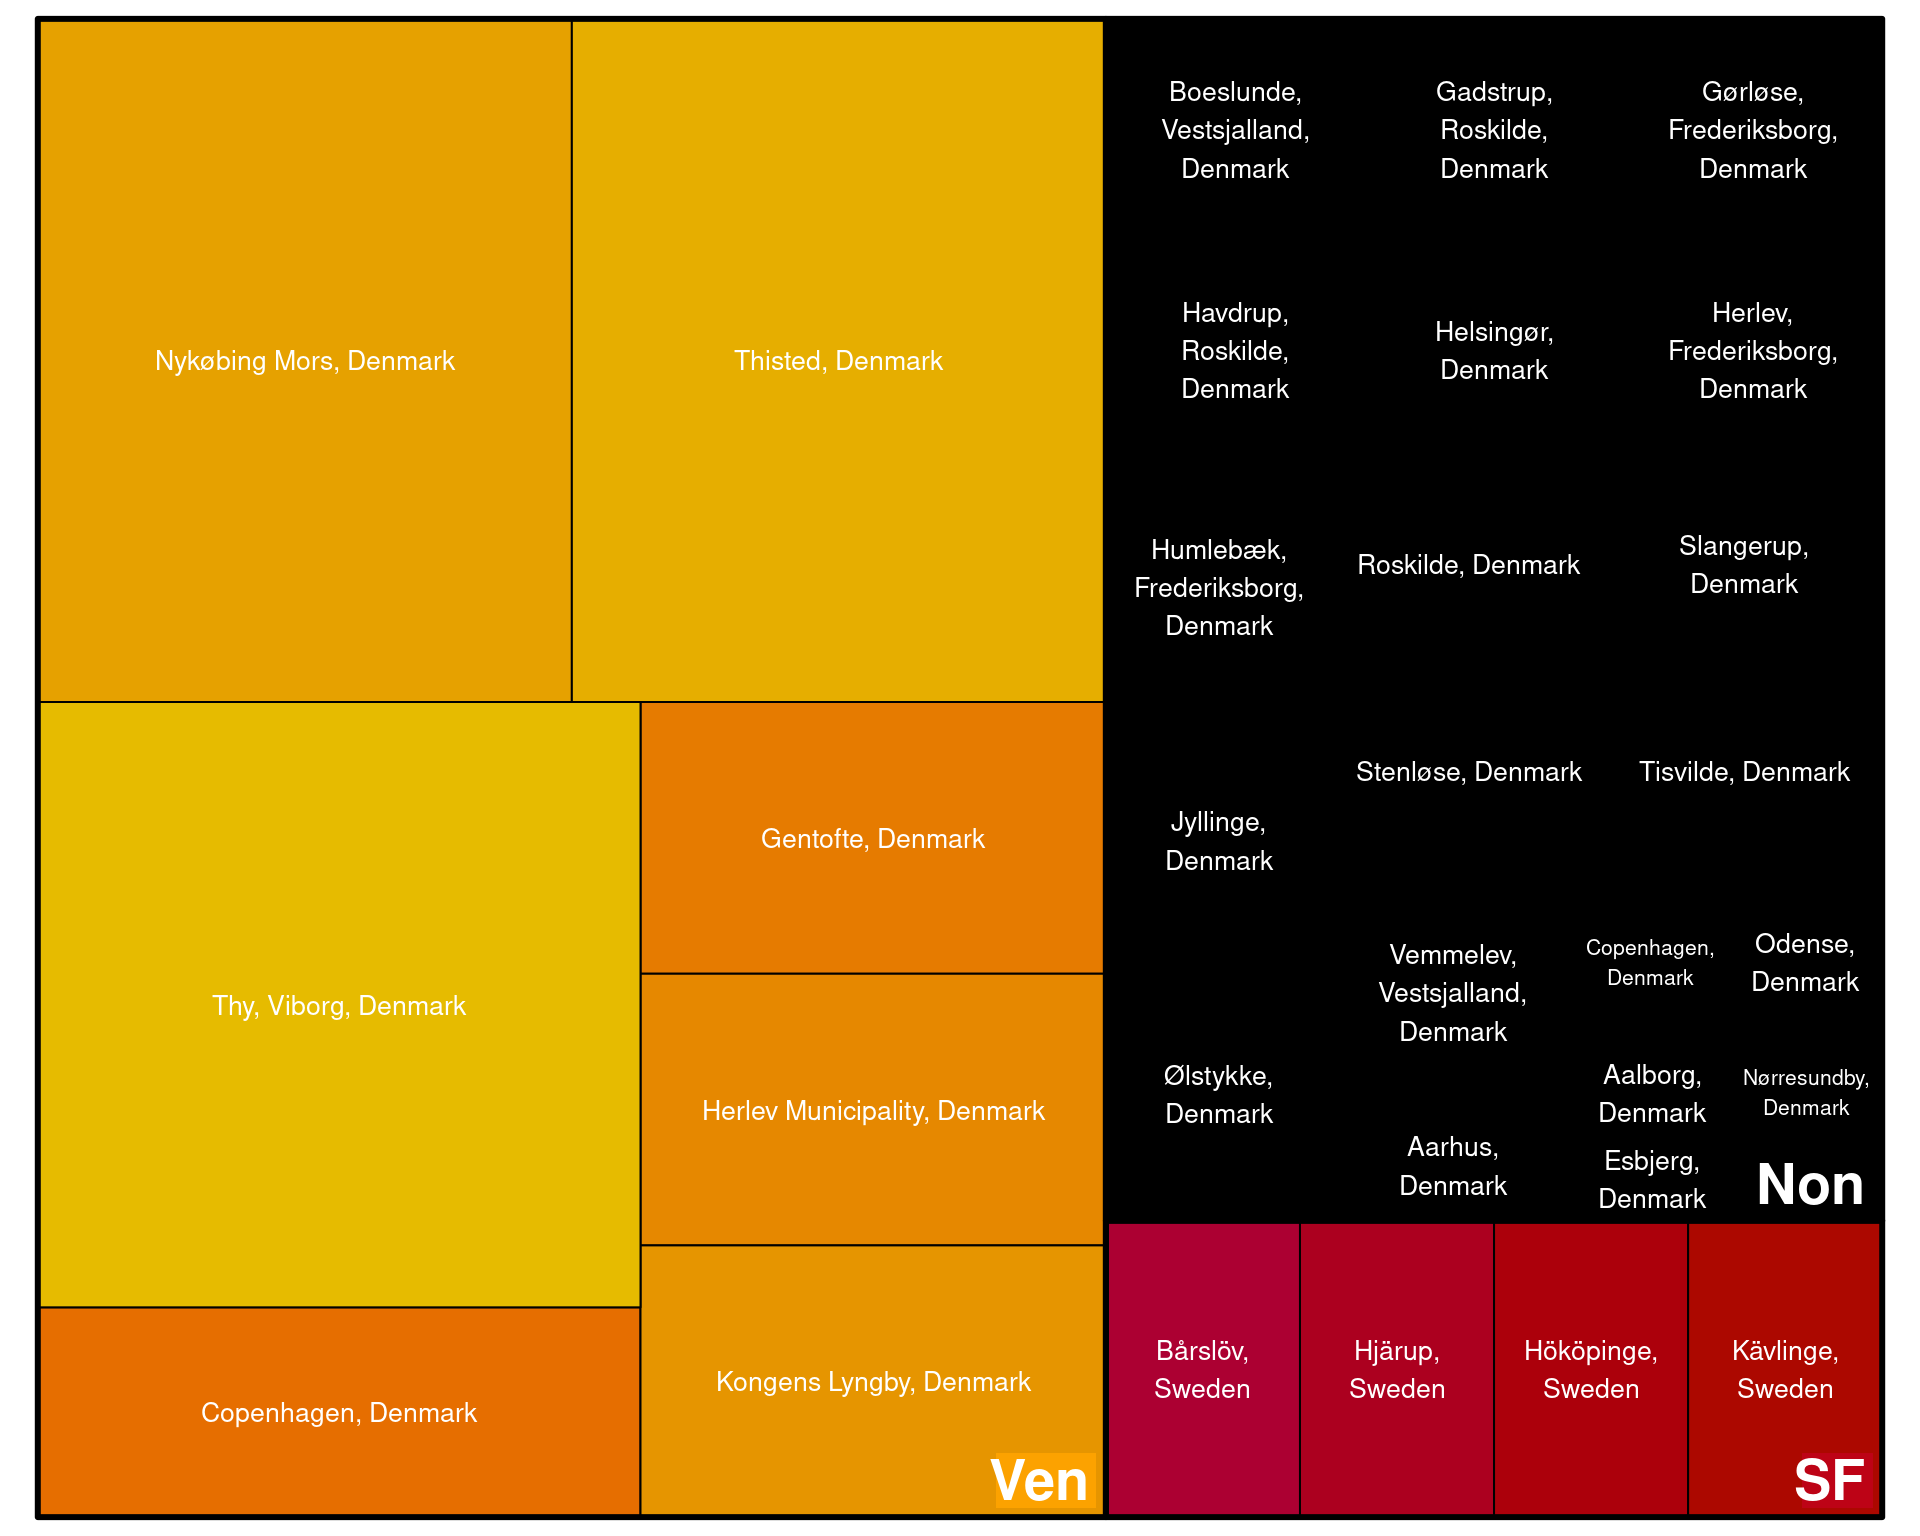 Nykøbing Mors, Denmark
Thisted, Denmark
Thy, Viborg, Denmark
Gentofte, Denmark
Herlev Municipality, Denmark
Copenhagen, Denmark
Kongens Lyngby, Denmark
Ven
Boeslunde,
Vestsjalland,
Denmark
Gadstrup,
Roskilde,
Denmark
Gørløse,
Frederiksborg,
Denmark
Havdrup,
Roskilde,
Denmark
Helsingør,
Denmark
Herlev,
Frederiksborg,
Denmark
Humlebæk,
Frederiksborg,
Denmark
Roskilde, Denmark
Slangerup,
Denmark
Jyllinge,
Denmark
Stenløse, Denmark
Tisvilde, Denmark
Ølstykke,
Denmark
Vemmelev,
Vestsjalland,
Denmark
Copenhagen,
Denmark
Odense,
Denmark
Aarhus,
Denmark
Aalborg,
Denmark
Nørresundby,
Denmark
Esbjerg,
Denmark
Non
Bårslöv,
Sweden
Hjärup,
Sweden
Hököpinge,
Sweden
Kävlinge,
Sweden
SF